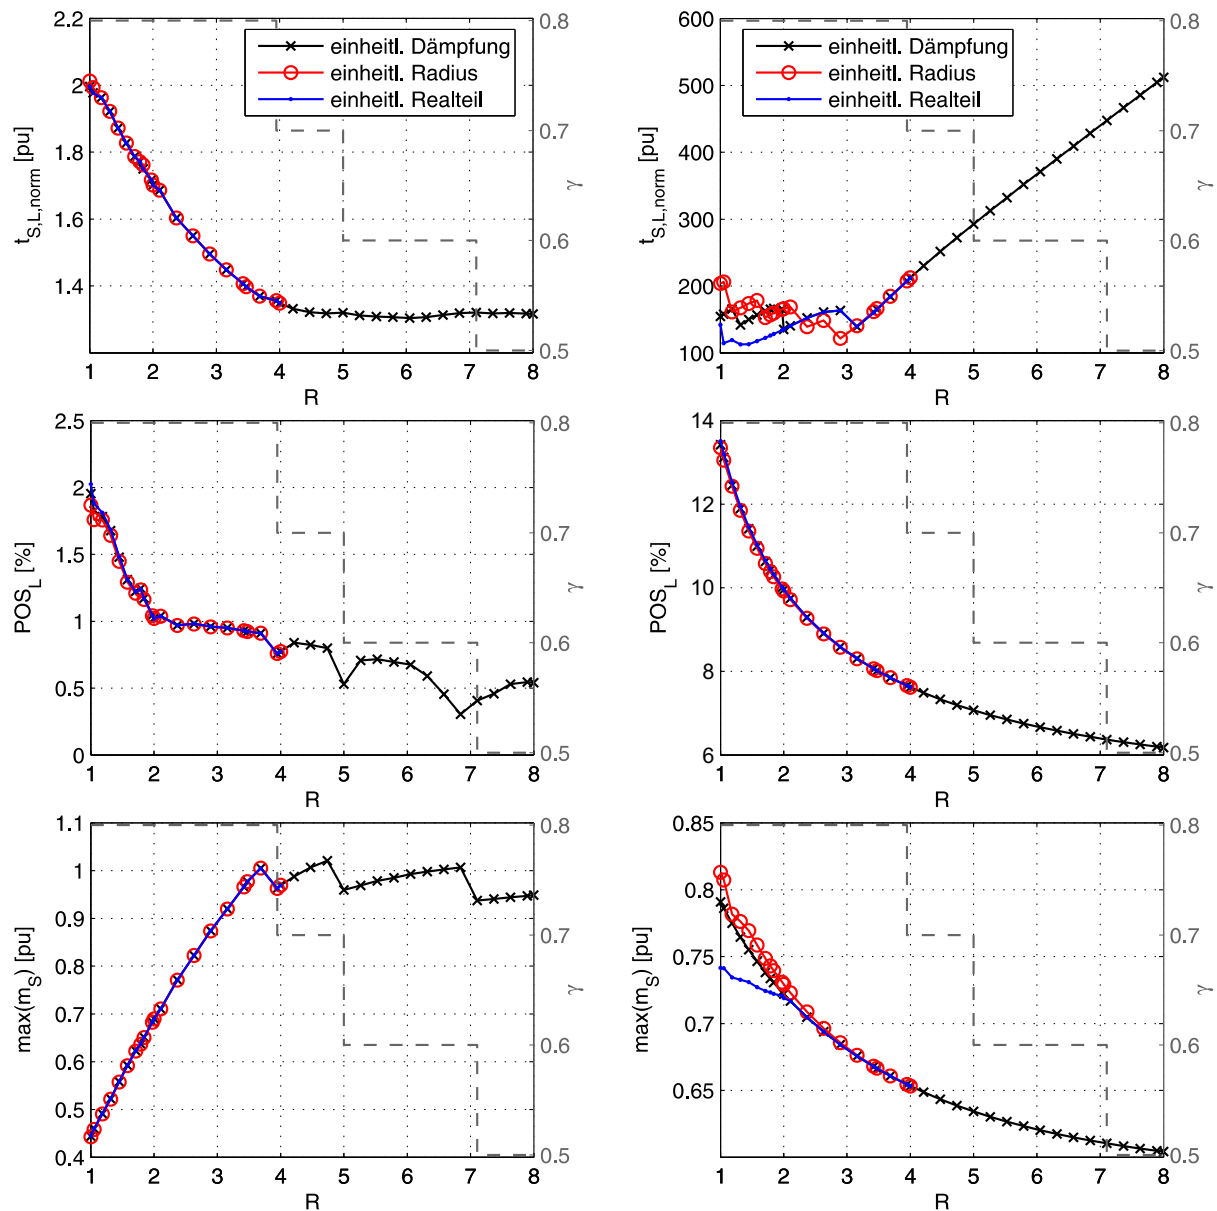 2.2
2
1.8
1.6
1.4
t_S,L,norm [pu]
einheitl. Dämpfung
einheitl. Radius
einheitl. Realteil
0.8
0.7
0.6
0.5
γ
1 2 3 4 5 6 7 8
R
600
500
400
300
200
100
t_S,L,norm [pu]
einheitl. Dämpfung
einheitl. Radius
einheitl. Realteil
0.8
0.7
0.6
0.5
γ
1 2 3 4 5 6 7 8
R
2.5
2
1.5
1
0.5
0
POS_L [%]
0.8
0.7
0.6
0.5
γ
1 2 3 4 5 6 7 8
R
14
12
10
8
6
POS_L [%]
0.8
0.7
0.6
0.5
γ
1 2 3 4 5 6 7 8
R
1.1
1
0.9
0.8
0.7
0.6
0.5
0.4
max(m_S) [pu]
0.8
0.7
0.6
0.5
γ
1 2 3 4 5 6 7 8
R
0.85
0.8
0.75
0.7
0.65
max(m_S) [pu]
0.8
0.7
0.6
0.5
γ
1 2 3 4 5 6 7 8
R